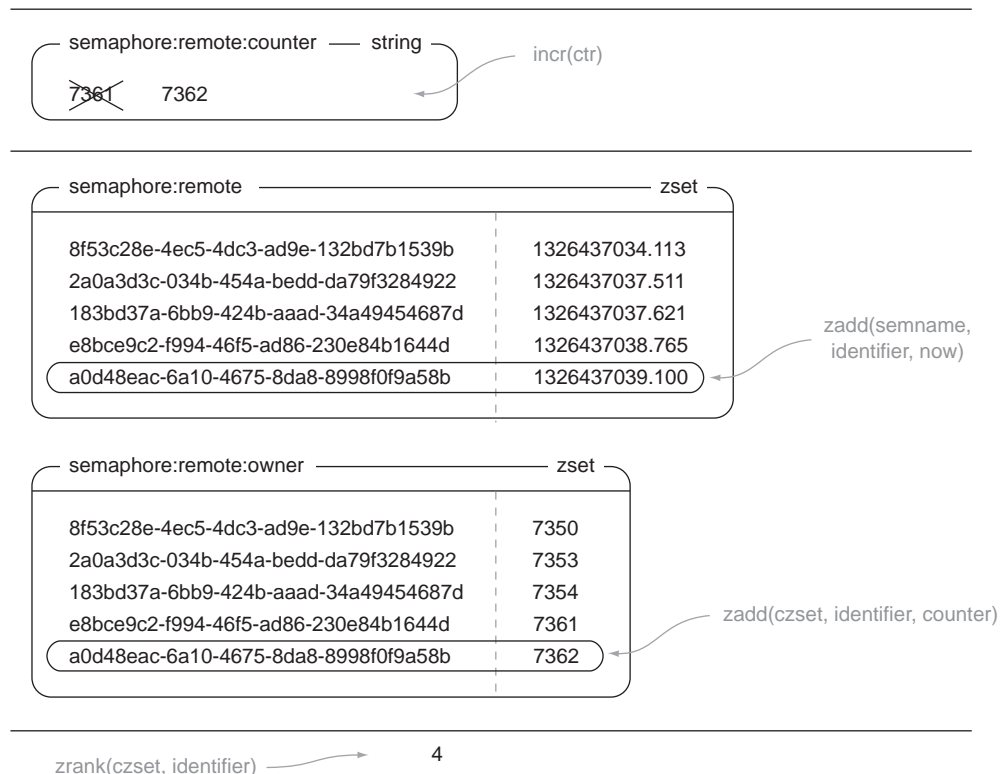 semaphore:remote:counter string
incr(ctr)
7361 7362
semaphore:remote zset
8f53c28e-4ec5-4dc3-ad9e-132bd7b1539b 1326437034.113
2a0a3d3c-034b-454a-bedd-da79f3284922 1326437037.511
183bd37a-6bb9-424b-aaad-34a49454687d 1326437037.621
e8bce9c2-f994-46f5-ad86-230e84b1644d 1326437038.765
a0d48eac-6a10-4675-8da8-8998f0f9a58b 1326437039.100
zadd(semname,
identifier, now)
semaphore:remote:owner zset
8f53c28e-4ec5-4dc3-ad9e-132bd7b1539b 7350
2a0a3d3c-034b-454a-bedd-da79f3284922 7353
183bd37a-6bb9-424b-aaad-34a49454687d 7354
e8bce9c2-f994-46f5-ad86-230e84b1644d 7361
a0d48eac-6a10-4675-8da8-8998f0f9a58b 7362
zadd(czset, identifier, counter)
zrank(czset, identifier) 4